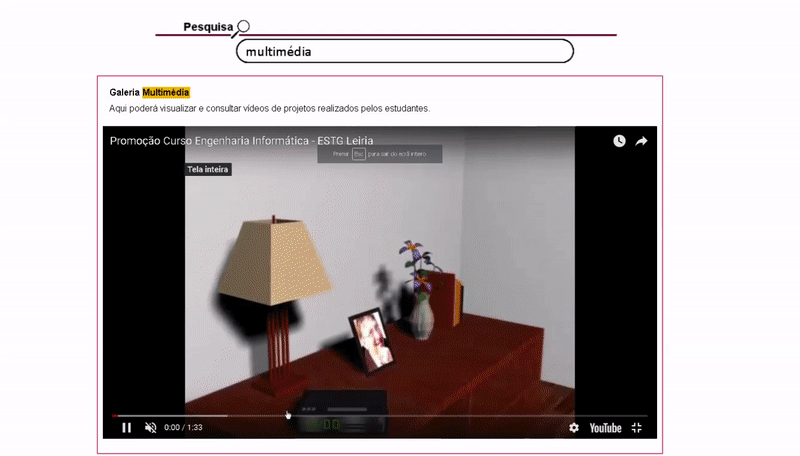 Pesquisa
multimédia
Galeria Multimédia
Aqui poderá visualizar e consultar vídeos de projetos realizados pelos estudantes.
Promoção Curso Engenharia Informática - ESTG Leiria
Premir Esc para sair do ecrã inteiro
Tela inteira
0:00 / 1:33
YouTube